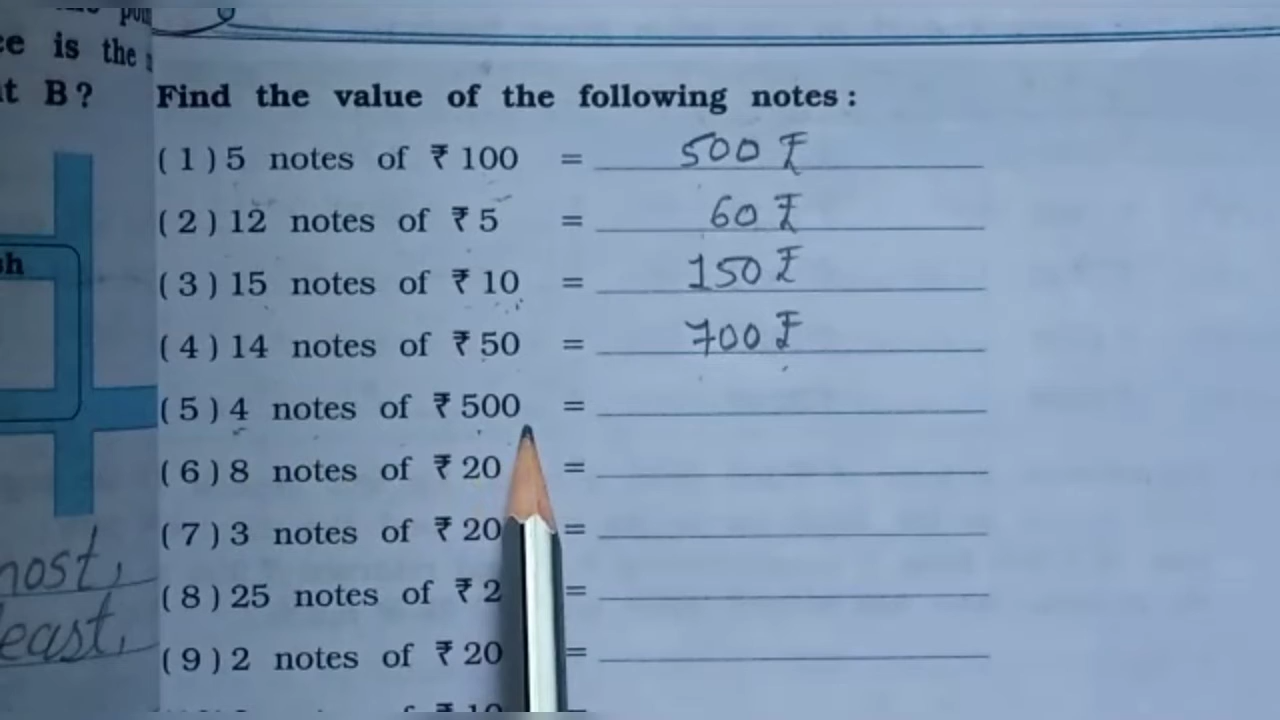 ce is the
at B?
Find the value of the following notes :
( 1 ) 5 notes of ₹ 100 = 500 ₹
( 2 ) 12 notes of ₹ 5 = 60 ₹
( 3 ) 15 notes of ₹ 10 = 150 ₹
( 4 ) 14 notes of ₹ 50 = 700 ₹
( 5 ) 4 notes of ₹ 500 =
( 6 ) 8 notes of ₹ 20 =
( 7 ) 3 notes of ₹ 20 =
( 8 ) 25 notes of ₹ 2 =
( 9 ) 2 notes of ₹ 20 =